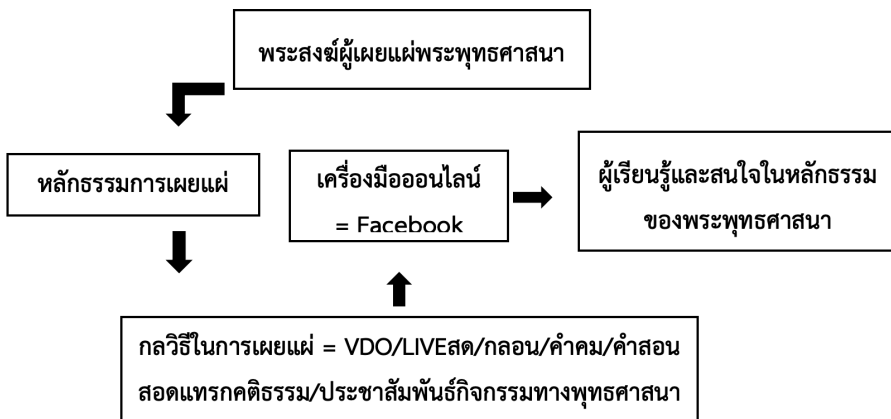 พระสงฆ์ผู้เผยแผ่พระพุทธศาสนา
หลักธรรมการเผยแผ่
เครื่องมือออนไลน์
= Facebook
ผู้เรียนรู้และสนใจในหลักธรรม
ของพระพุทธศาสนา
กลวิธีในการเผยแผ่ = VDO/LIVEสด/กลอน/คำคม/คำสอน
สอดแทรกคติธรรม/ประชาสัมพันธ์กิจกรรมทางพุทธศาสนา